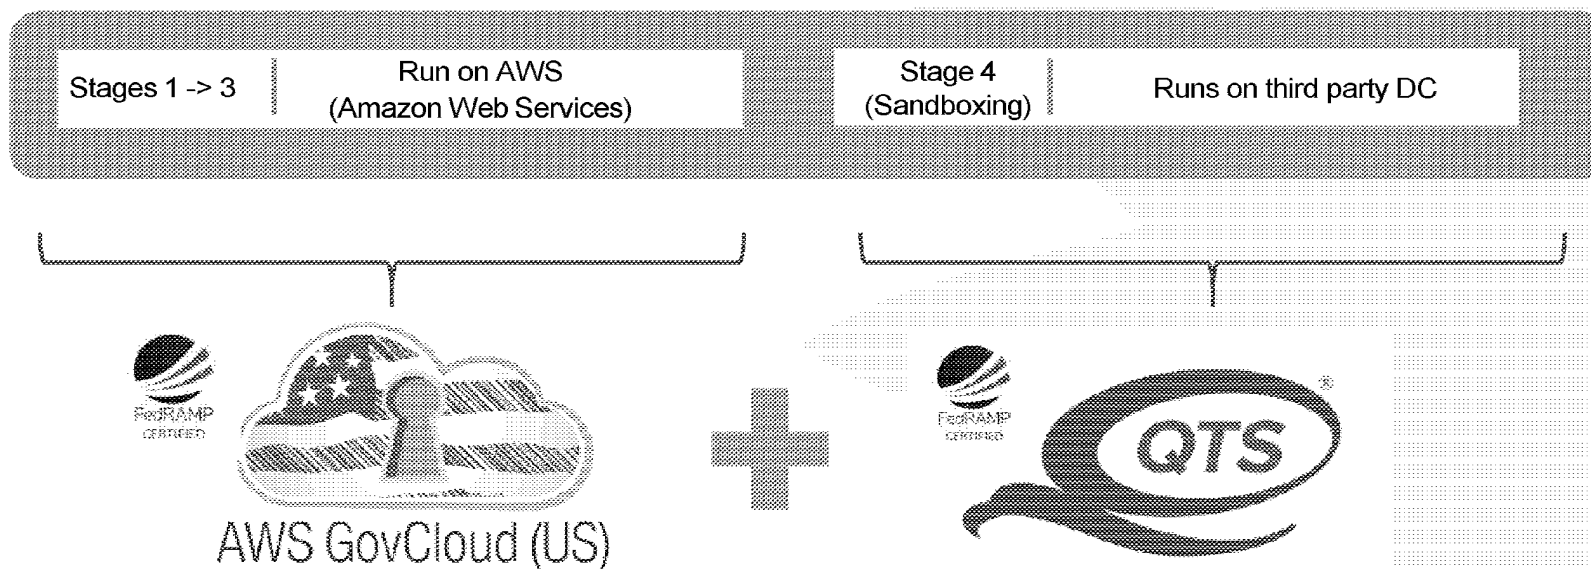 Stages 1 -> 3
Run on AWS
(Amazon Web Services)
Stage 4
(Sandboxing)
Runs on third party DC
FedRAMP
CERTIFIED
AWS GovCloud (US)
FedRAMP
CERTIFIED
QTS®